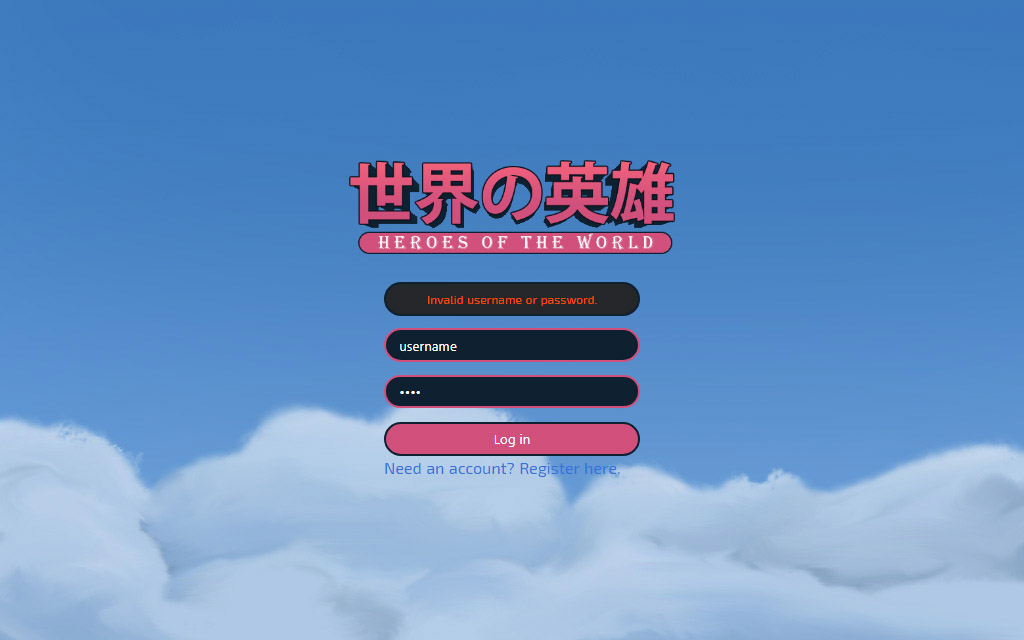 世界の英雄
HEROES OF THE WORLD
Invalid username or password.
username
••••
Log in
Need an account? Register here.